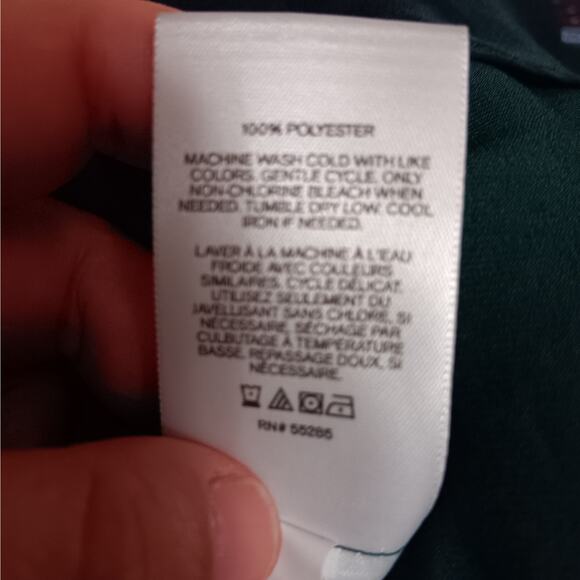 100% POLYESTER
MACHINE WASH COLD WITH LIKE
COLORS. GENTLE CYCLE. ONLY
NON-CHLORINE BLEACH WHEN
NEEDED. TUMBLE DRY LOW. COOL
IRON IF NEEDED.
LAVER À LA MACHINE À L'EAU
FROIDE AVEC COULEURS
SIMILAIRES. CYCLE DÉLICAT.
UTILISEZ SEULEMENT DU
JAVELLISANT SANS CHLORE, SI
NÉCESSAIRE. SÉCHAGE PAR
CULBUTAGE À TEMPÉRATURE
BASSE. REPASSAGE DOUX, SI
NÉCESSAIRE.
RN# 55285